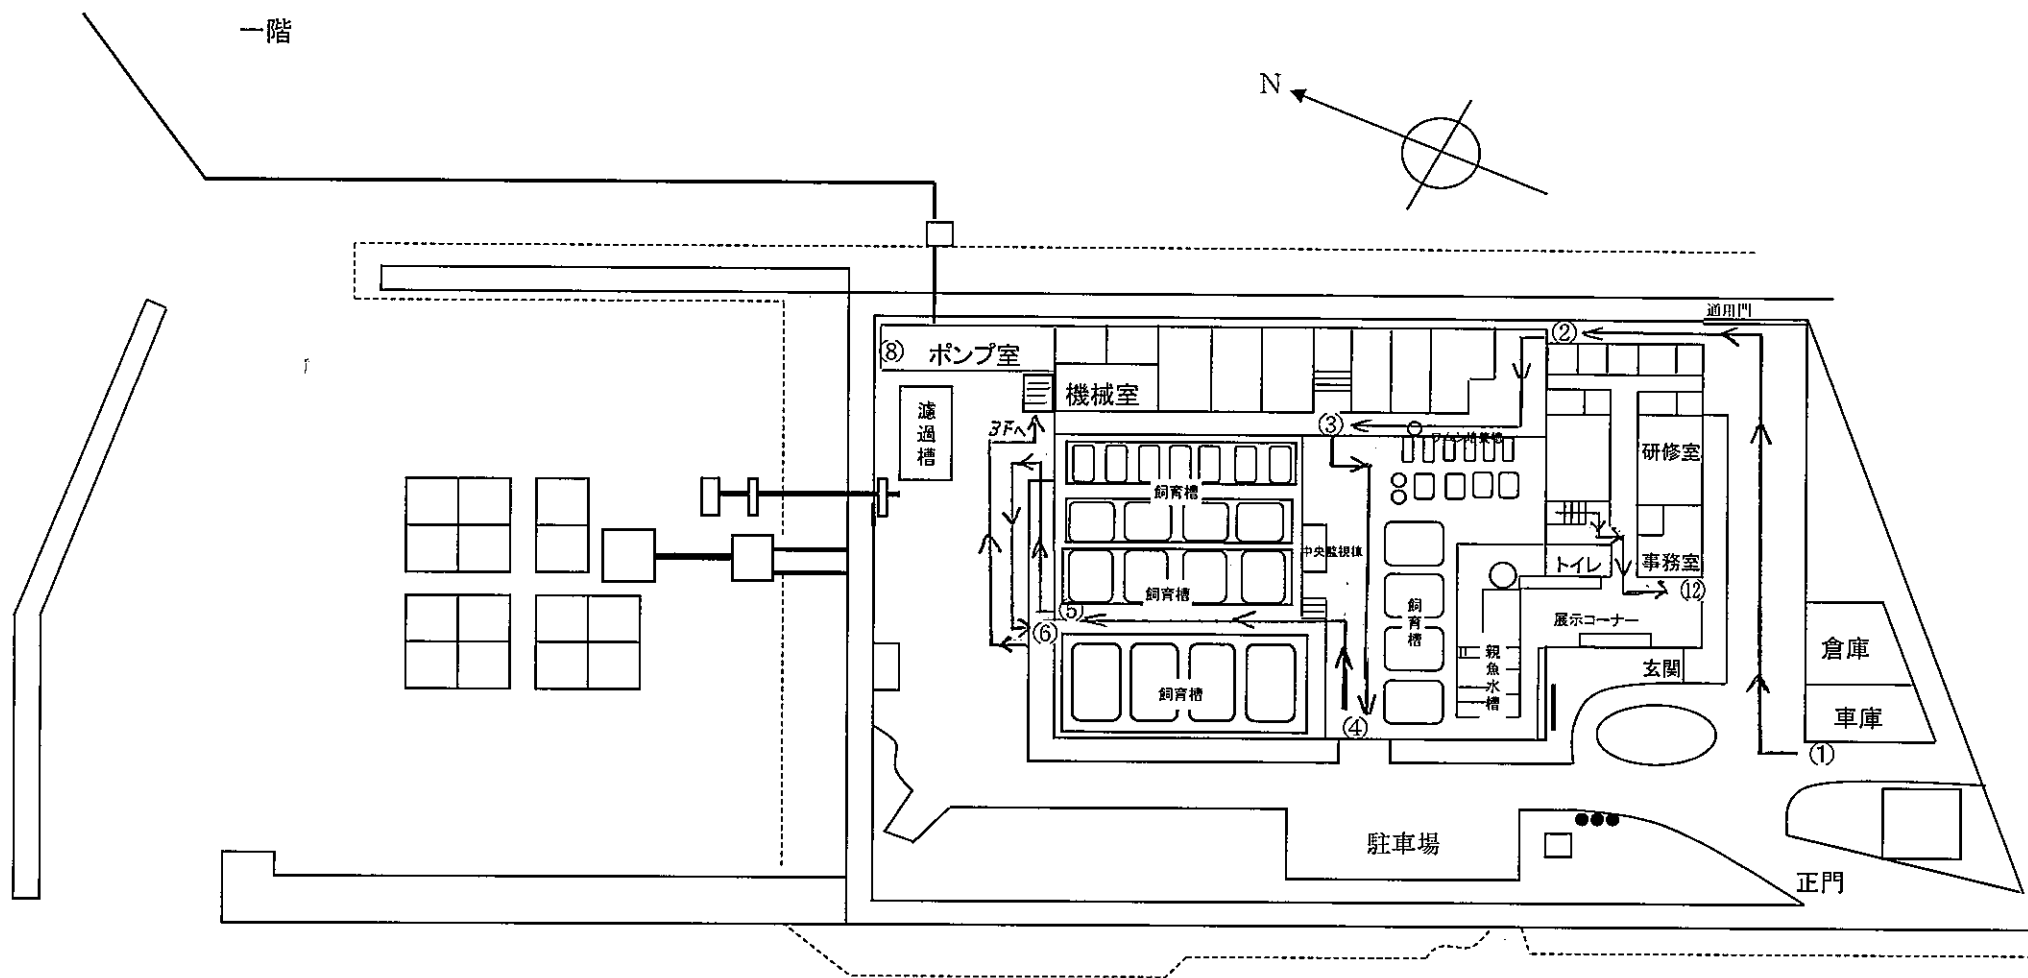 一階
N
通用門
②
⑧
ポンプ室
機械室
濾過槽
3Fへ
③
研修室
飼育槽
中央監視棟
トイレ
事務室
⑫
飼育槽
⑤
⑥
飼育槽
展示コーナー
親魚水槽
玄関
倉庫
飼育槽
車庫
④
①
駐車場
正門